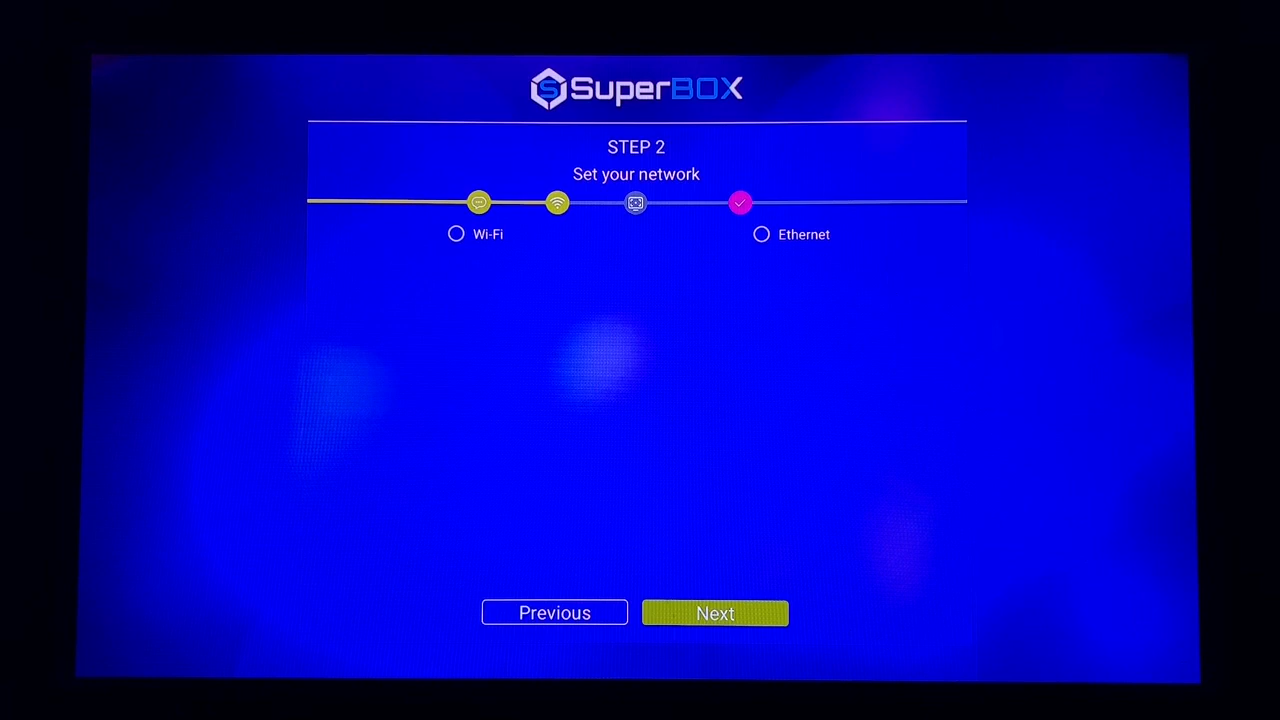 SuperBOX
STEP 2
Set your network
Wi-Fi
Ethernet
Previous
Next